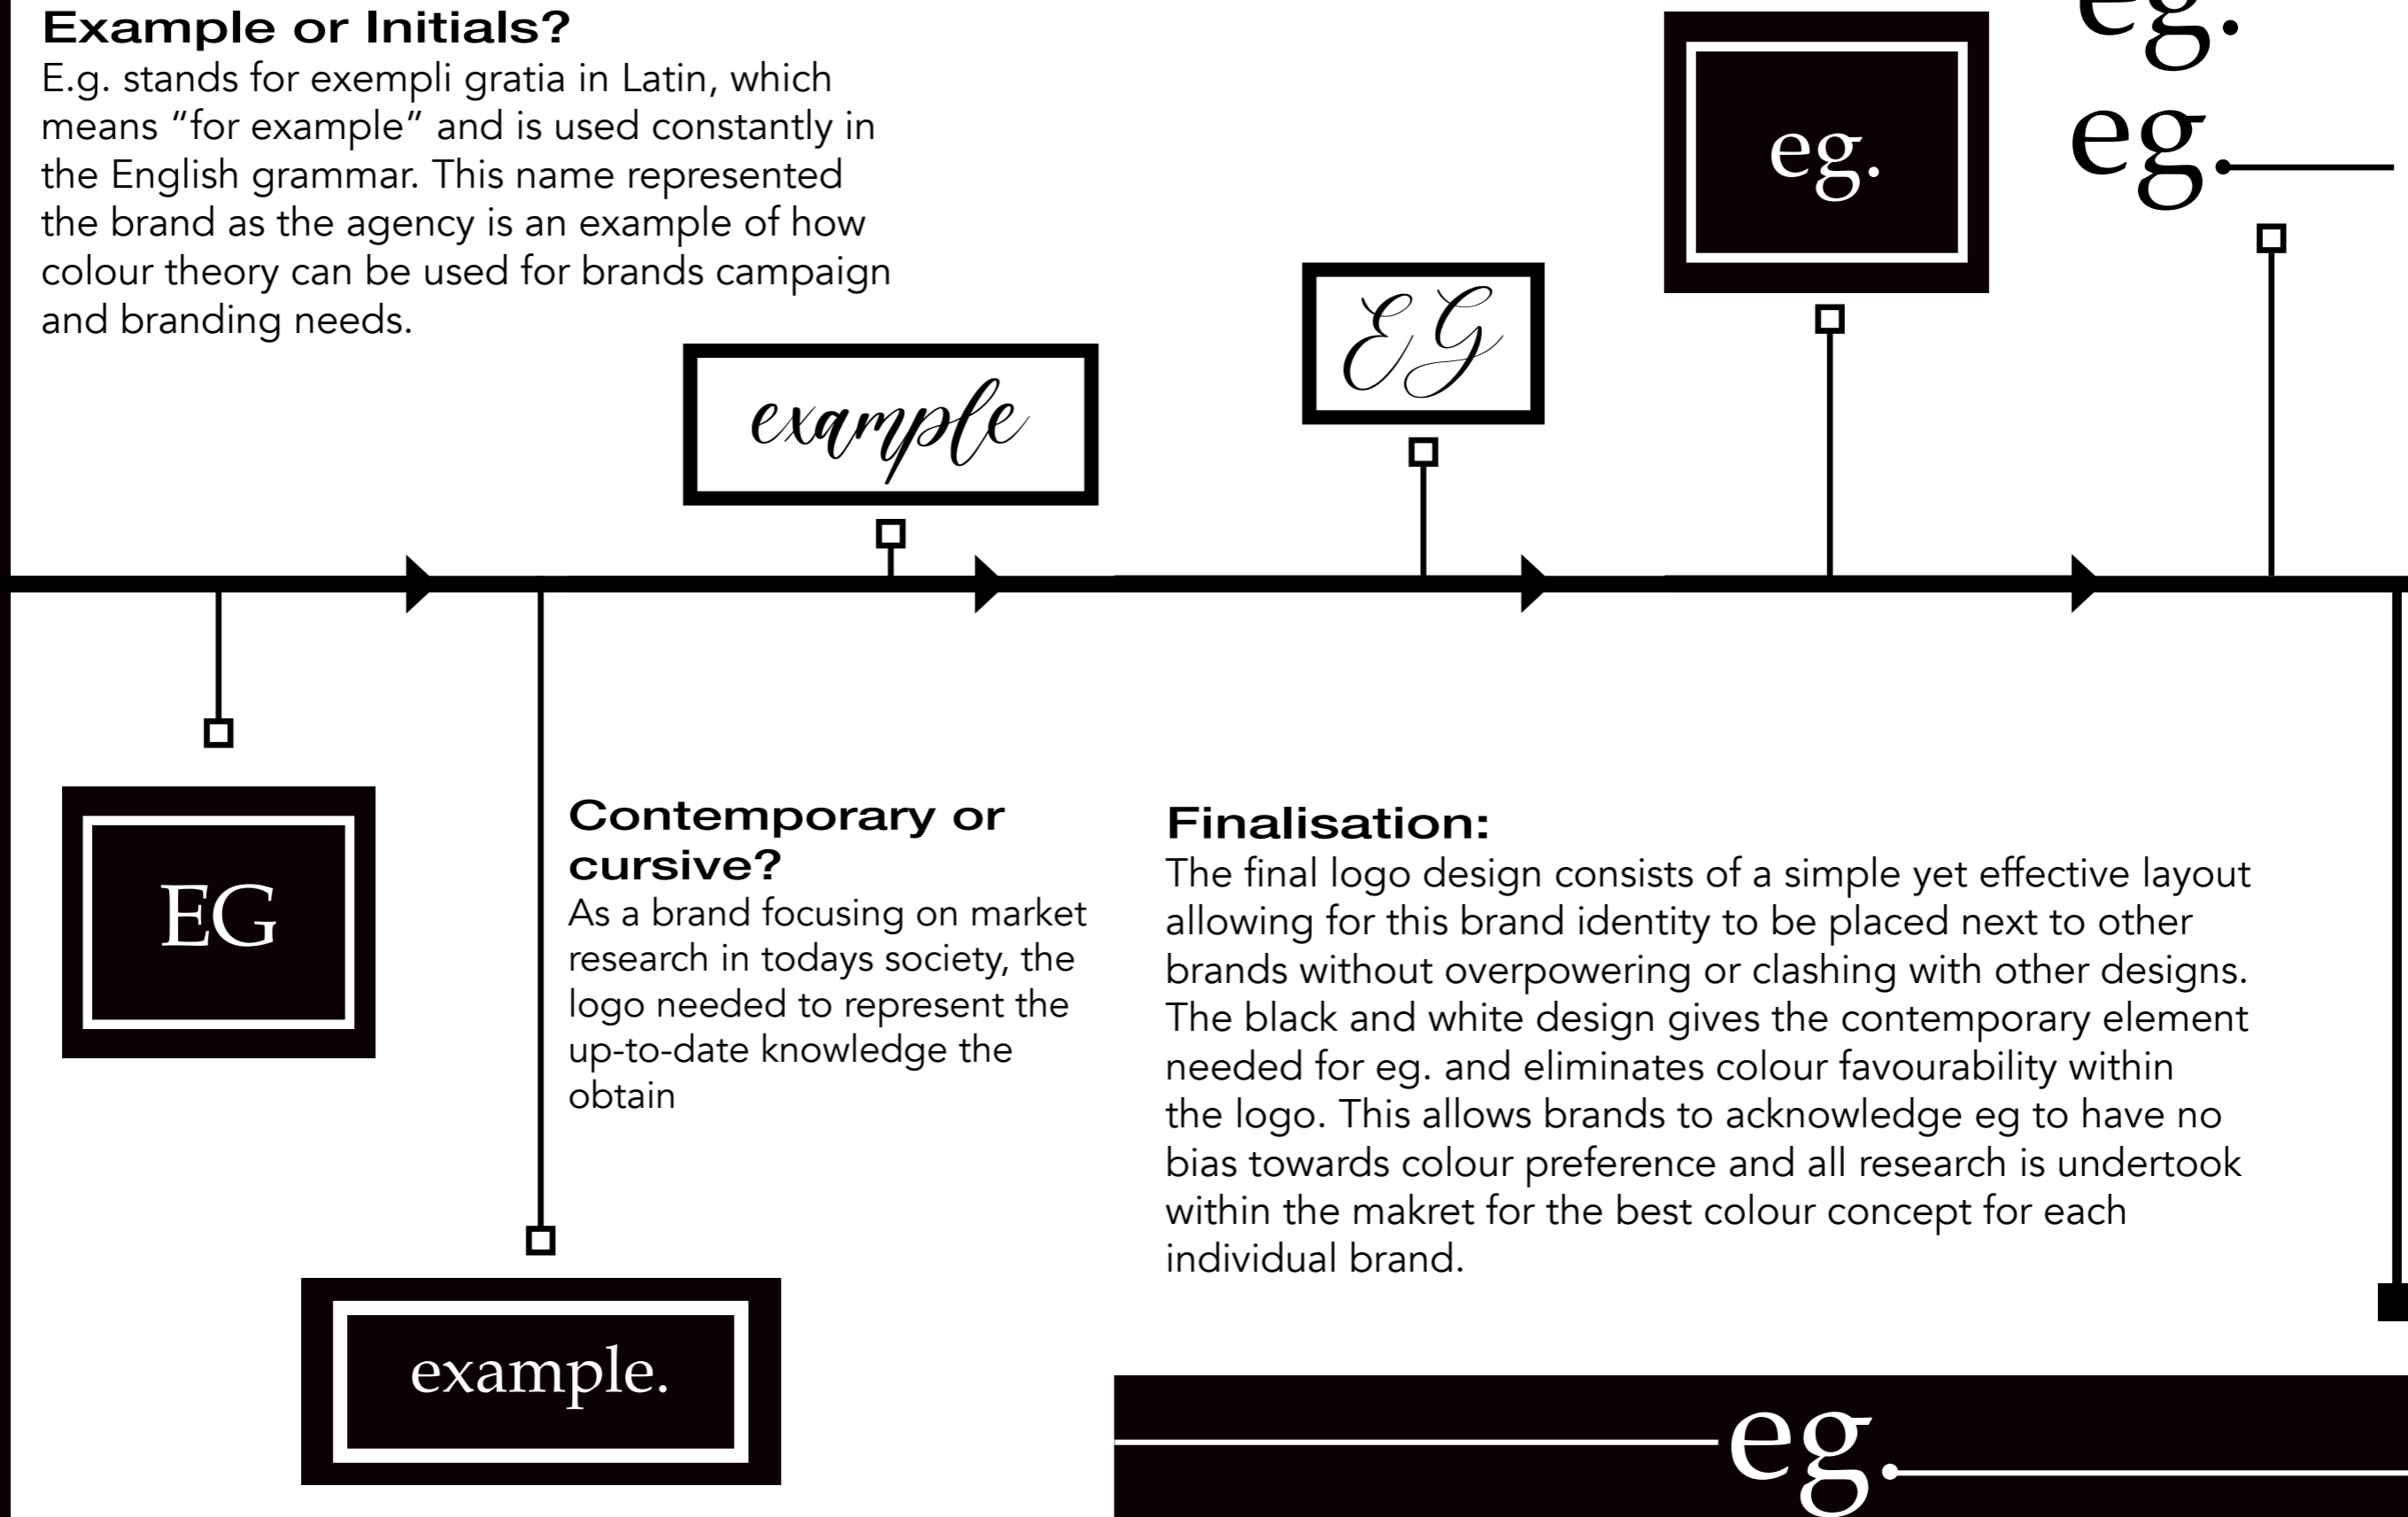 Example or Initials?
E.g. stands for exempli gratia in Latin, which
means “for example” and is used constantly in
the English grammar. This name represented
the brand as the agency is an example of how
colour theory can be used for brands campaign
and branding needs.
eg.
eg.
eg.
EG
example
EG
Contemporary or
cursive?
As a brand focusing on market
research in todays society, the
logo needed to represent the
up-to-date knowledge the
obtain
Finalisation:
The final logo design consists of a simple yet effective layout
allowing for this brand identity to be placed next to other
brands without overpowering or clashing with other designs.
The black and white design gives the contemporary element
needed for eg. and eliminates colour favourability within
the logo. This allows brands to acknowledge eg to have no
bias towards colour preference and all research is undertook
within the makret for the best colour concept for each
individual brand.
example.
eg.